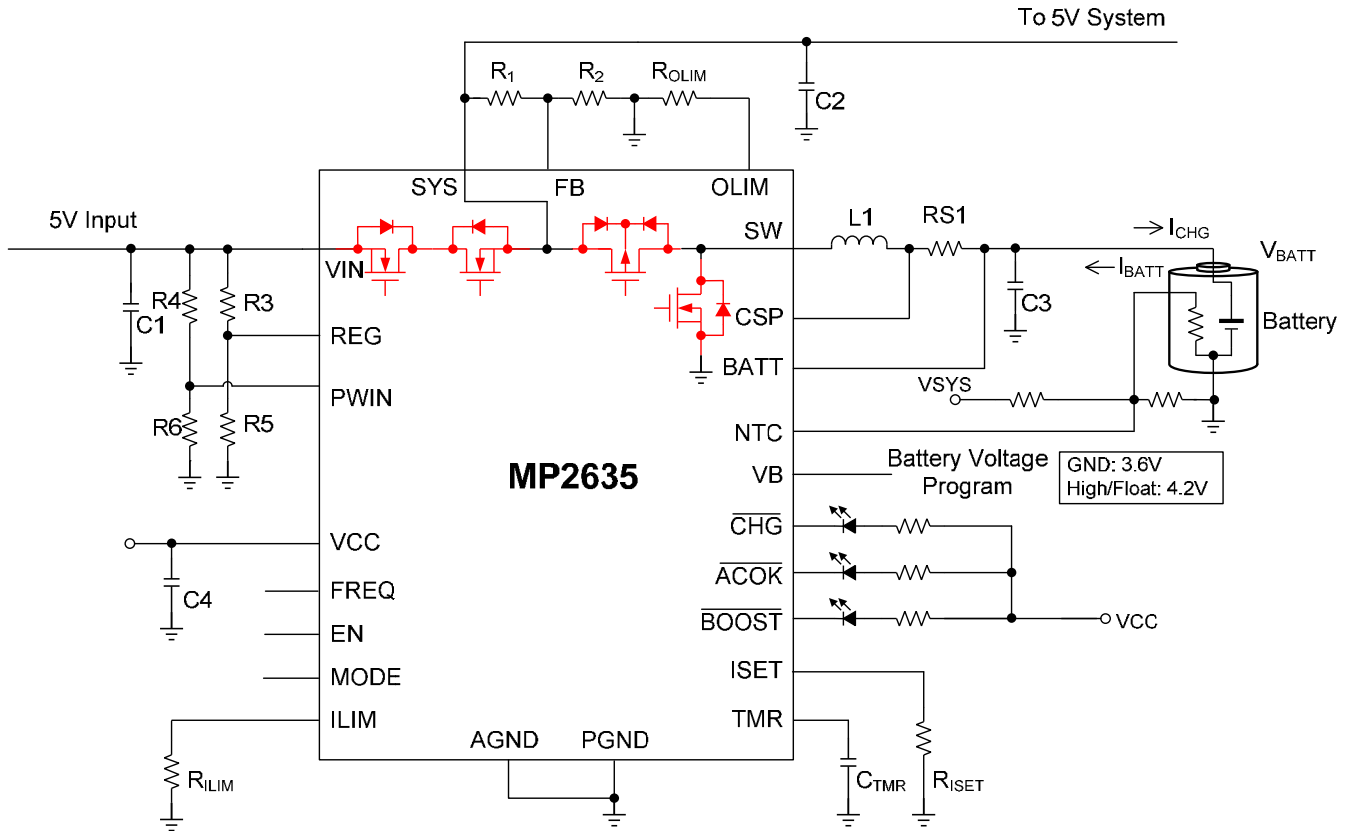 To 5V System
R1
R2
ROLIM
C2
SYS
FB
OLIM
5V Input
VIN
SW
L1
RS1
ICHG
IBATT
VBATT
C1
R4
R3
REG
CSP
C3
Battery
BATT
PWIN
VSYS
R6
R5
NTC
MP2635
VB
Battery Voltage
Program
GND: 3.6V
High/Float: 4.2V
CHG
VCC
ACOK
C4
FREQ
BOOST
VCC
EN
MODE
ISET
ILIM
TMR
AGND
PGND
RILIM
CTMR
RISET